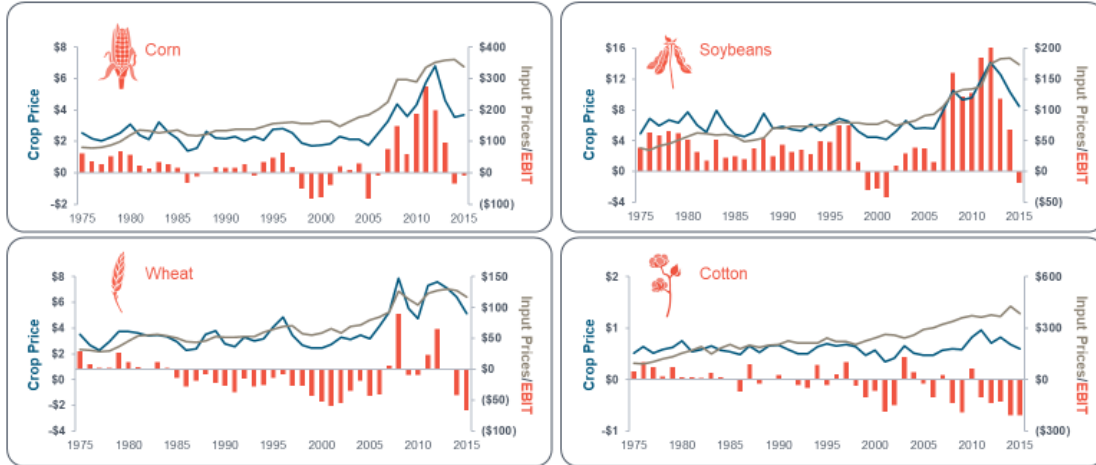 Corn
Crop Price
Input Prices/EBIT
$8
$6
$4
$2
$0
-$2
$400
$300
$200
$100
$0
($100)
1975 1980 1985 1990 1995 2000 2005 2010 2015
Soybeans
Crop Price
Input Prices/EBIT
$16
$12
$8
$4
$0
-$4
$200
$150
$100
$50
$0
($50)
1975 1980 1985 1990 1995 2000 2005 2010 2015
Wheat
Crop Price
Input Prices/EBIT
$8
$6
$4
$2
$0
-$2
-$4
$150
$100
$50
$0
($50)
($100)
1975 1980 1985 1990 1995 2000 2005 2010 2015
Cotton
Crop Price
Input Prices/EBIT
$2
$1
$1
$0
-$1
$600
$300
$0
($300)
1975 1980 1985 1990 1995 2000 2005 2010 2015